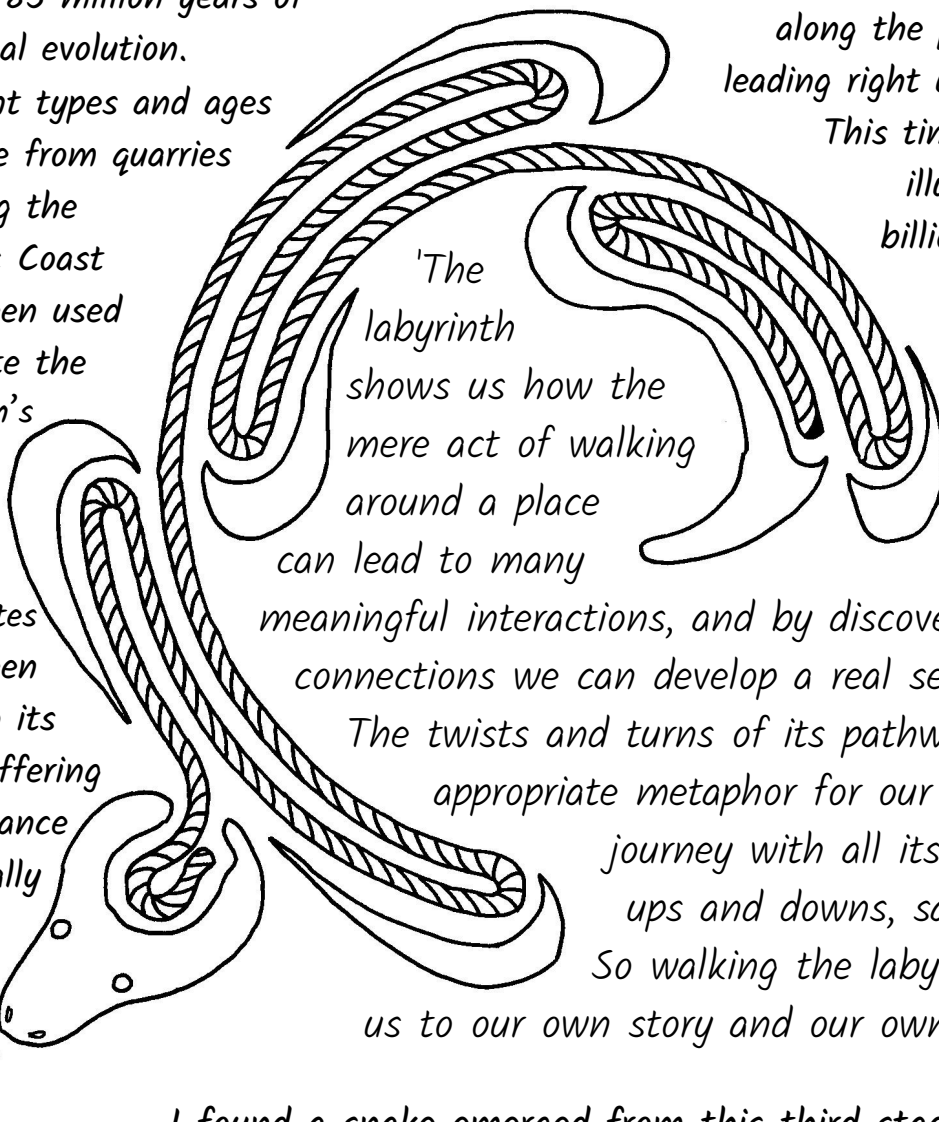 85 million years of
al evolution.
nt types and ages
e from quarries
g the
Coast
en used
te the
n's
tes
en
its
ffering
ance
ally
along the
leading right
This tim
illu
billi
'The
labyrinth
shows us how the
mere act of walking
around a place
can lead to many
meaningful interactions, and by discove
connections we can develop a real se
The twists and turns of its pathw
appropriate metaphor for our
journey with all its
ups and downs, so
So walking the laby
us to our own story and our own
I found a snake emerged from this third